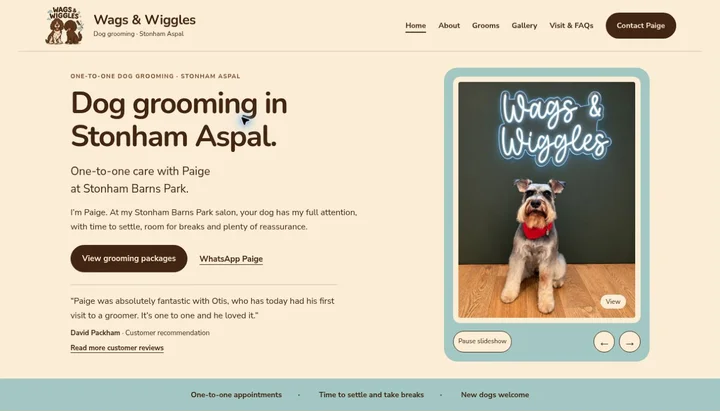 WAGS &
WIGGLES
Wags & Wiggles
Dog grooming · Stonham Aspal
Home
About
Grooms
Gallery
Visit & FAQs
Contact Paige
ONE-TO-ONE DOG GROOMING · STONHAM ASPAL
Dog grooming in
Stonham Aspal.
One-to-one care with Paige
at Stonham Barns Park.
I'm Paige. At my Stonham Barns Park salon, your dog has my full attention,
with time to settle, room for breaks and plenty of reassurance.
View grooming packages
WhatsApp Paige
“Paige was absolutely fantastic with Otis, who has today had his first
visit to a groomer. It's one to one and he loved it.”
David Packham · Customer recommendation
Read more customer reviews
Wags &
Wiggles
View
Pause slideshow
← →
One-to-one appointments · Time to settle and take breaks · New dogs welcome